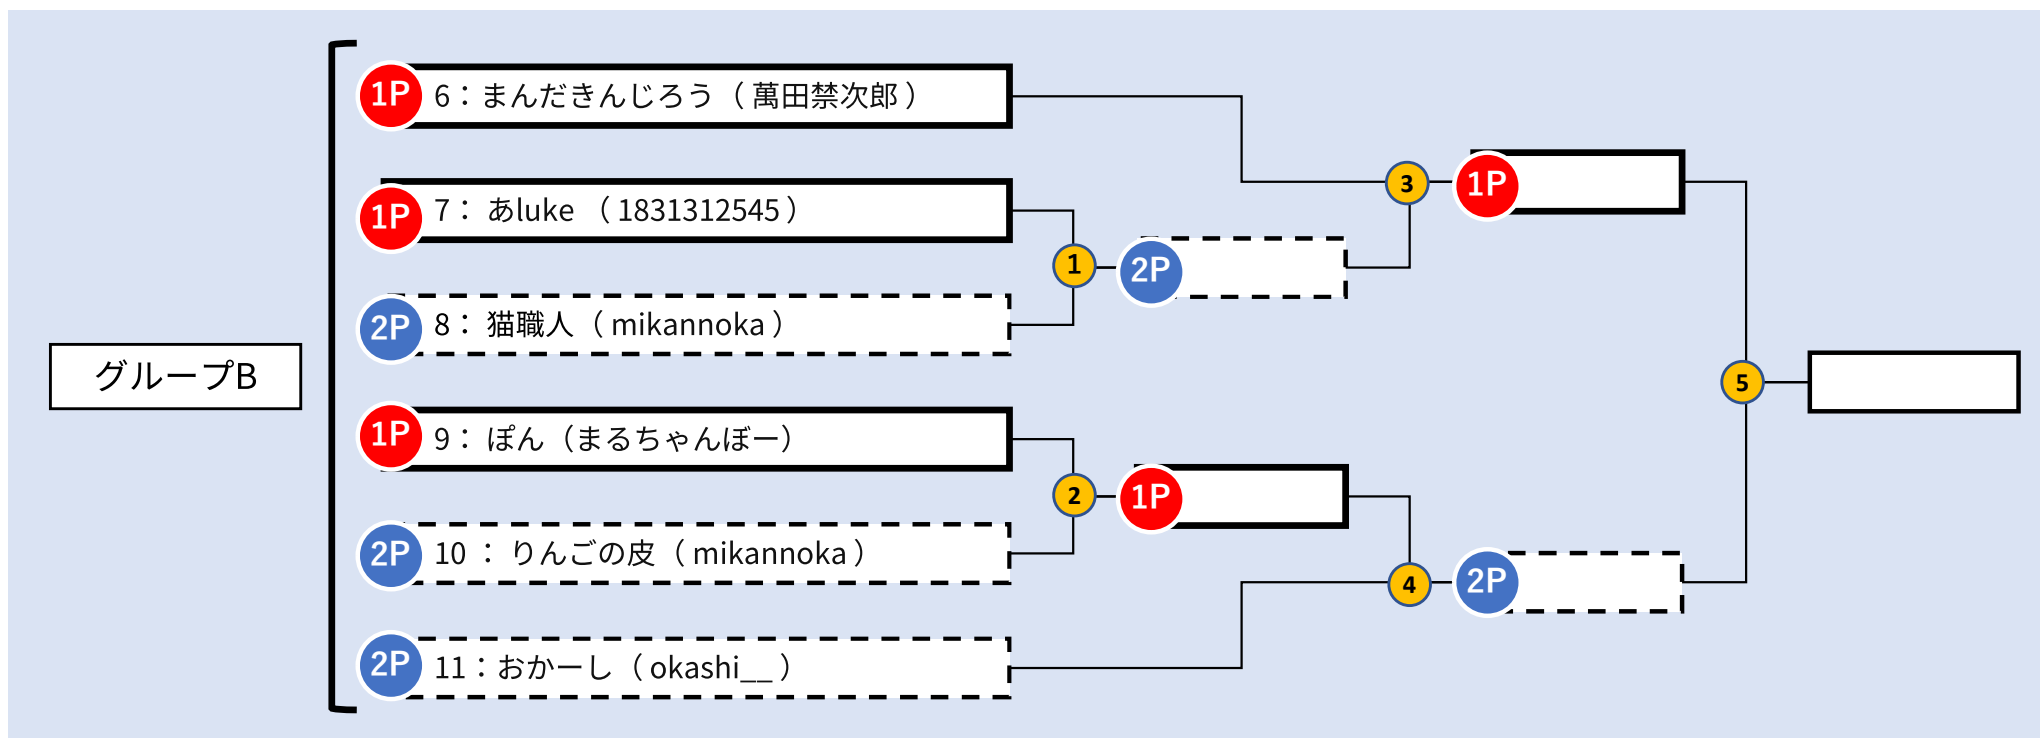 グループB
1P 6：まんだきんじろう（ 萬田禁次郎 ）
1P 7： あluke （ 1831312545 ）
2P 8： 猫職人（ mikannoka ）
1P 9： ぽん（まるちゃんぼー）
2P 10 ： りんごの皮（ mikannoka ）
2P 11：おかーし（ okashi__ ）
1
2P
2
1P
3
1P
4
2P
5